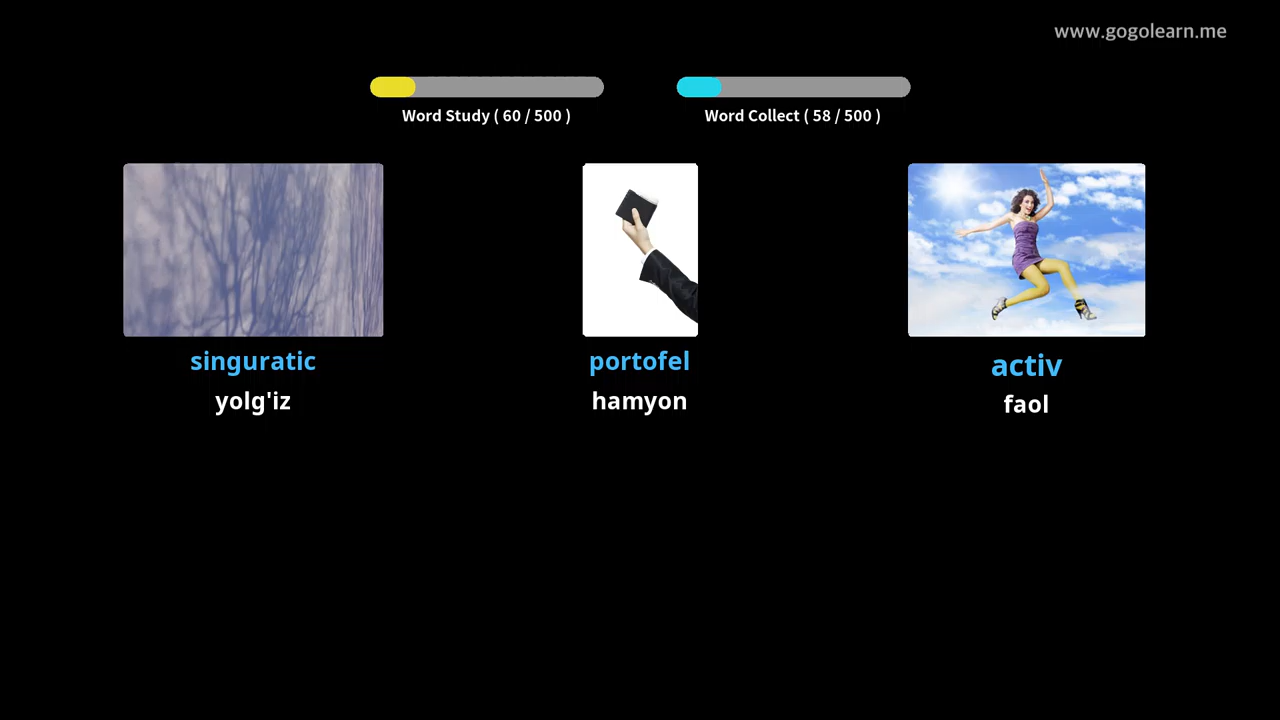 www.gogolearn.me
Word Study ( 60 / 500 )
Word Collect ( 58 / 500 )
singuratic
yolg'iz
portofel
hamyon
activ
faol